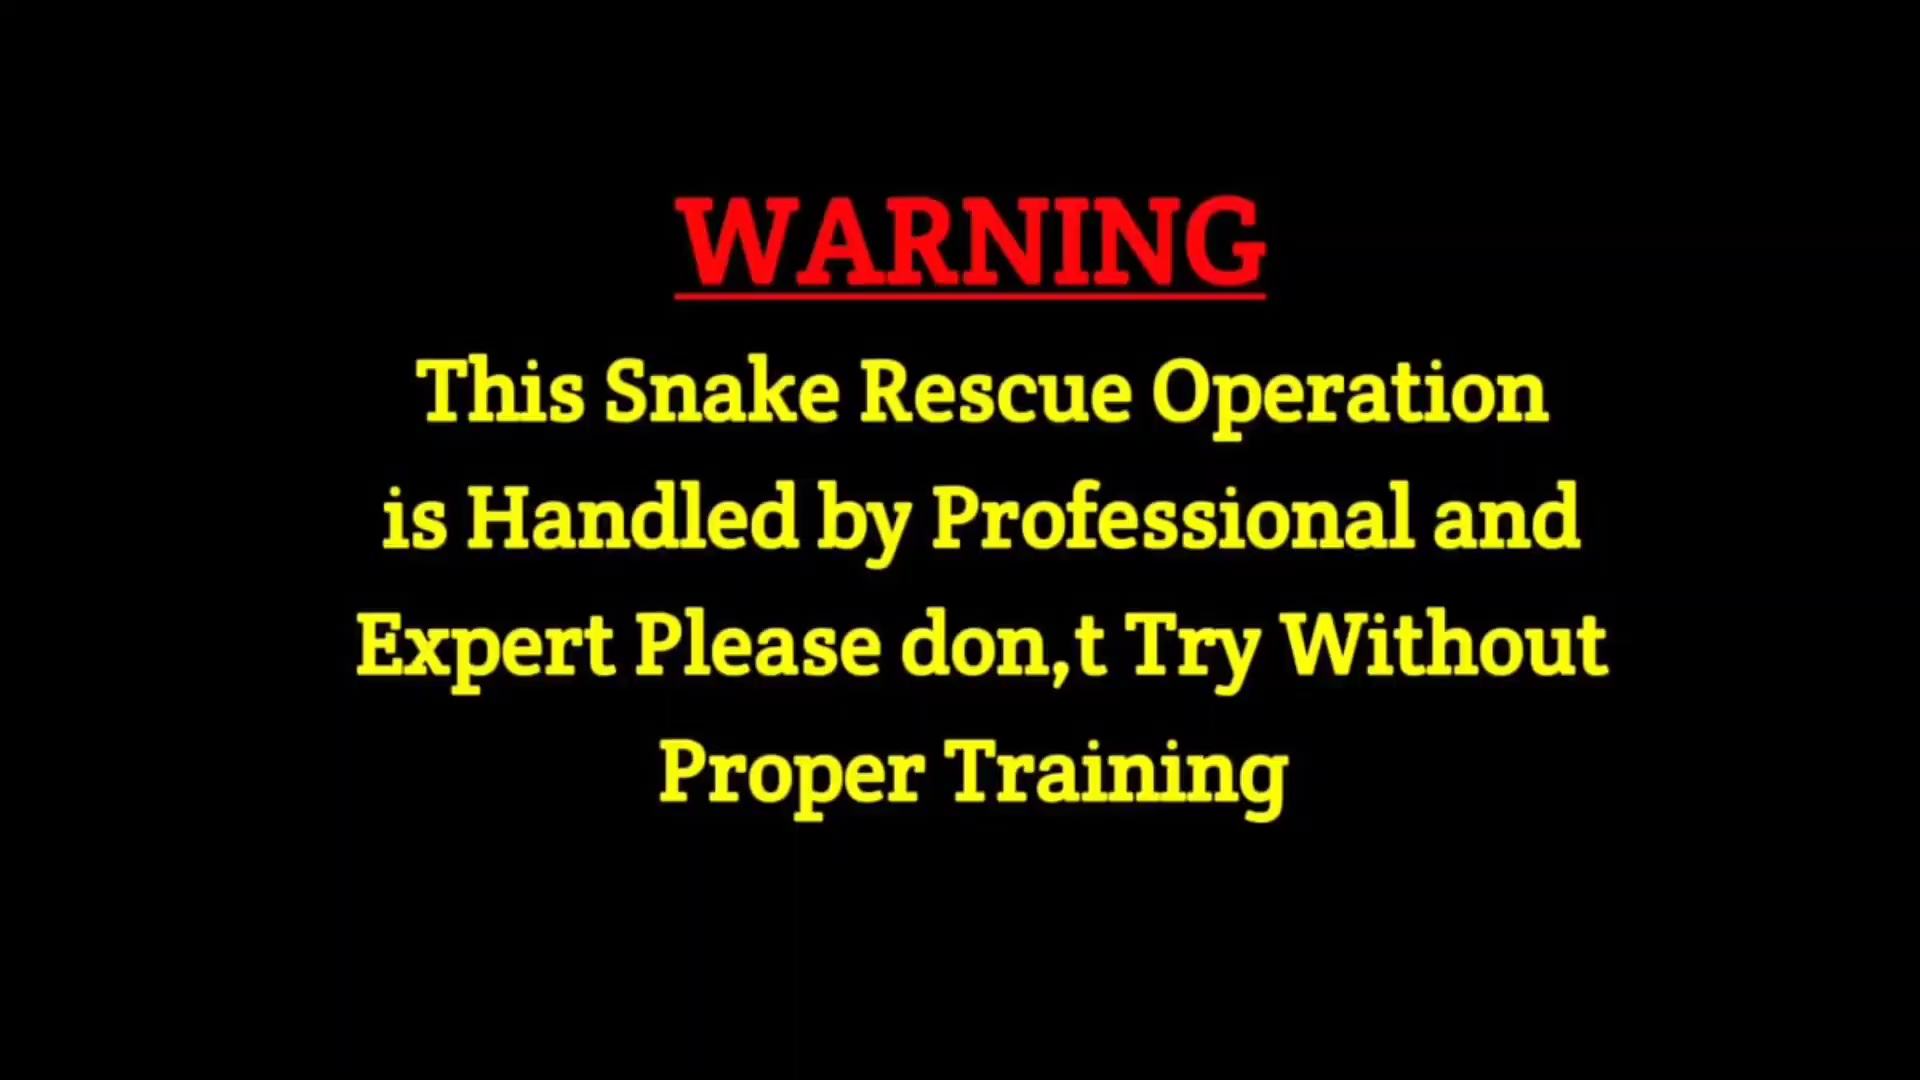 WARNING
This Snake Rescue Operation
is Handled by Professional and
Expert Please don,t Try Without
Proper Training